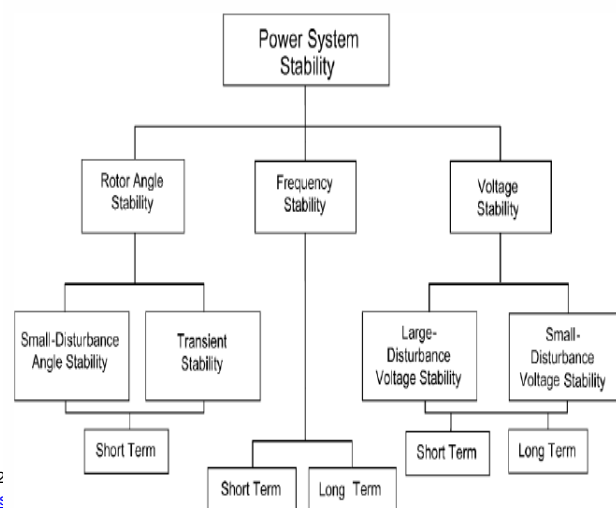 Power System
Stability
Rotor Angle
Stability
Frequency
Stability
Voltage
Stability
Small-Disturbance
Angle Stability
Transient
Stability
Large-
Disturbance
Voltage Stability
Small-
Disturbance
Voltage Stability
Short Term
Short Term
Long Term
Short Term
Long Term